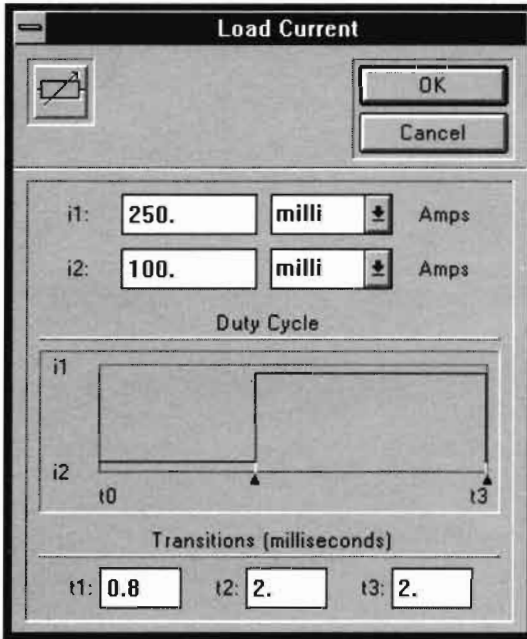 Load Current
OK
Cancel
i1: 250. milli Amps
i2: 100. milli Amps
Duty Cycle
i1
i2
t0 t3
Transitions (milliseconds)
t1: 0.8 t2: 2. t3: 2.